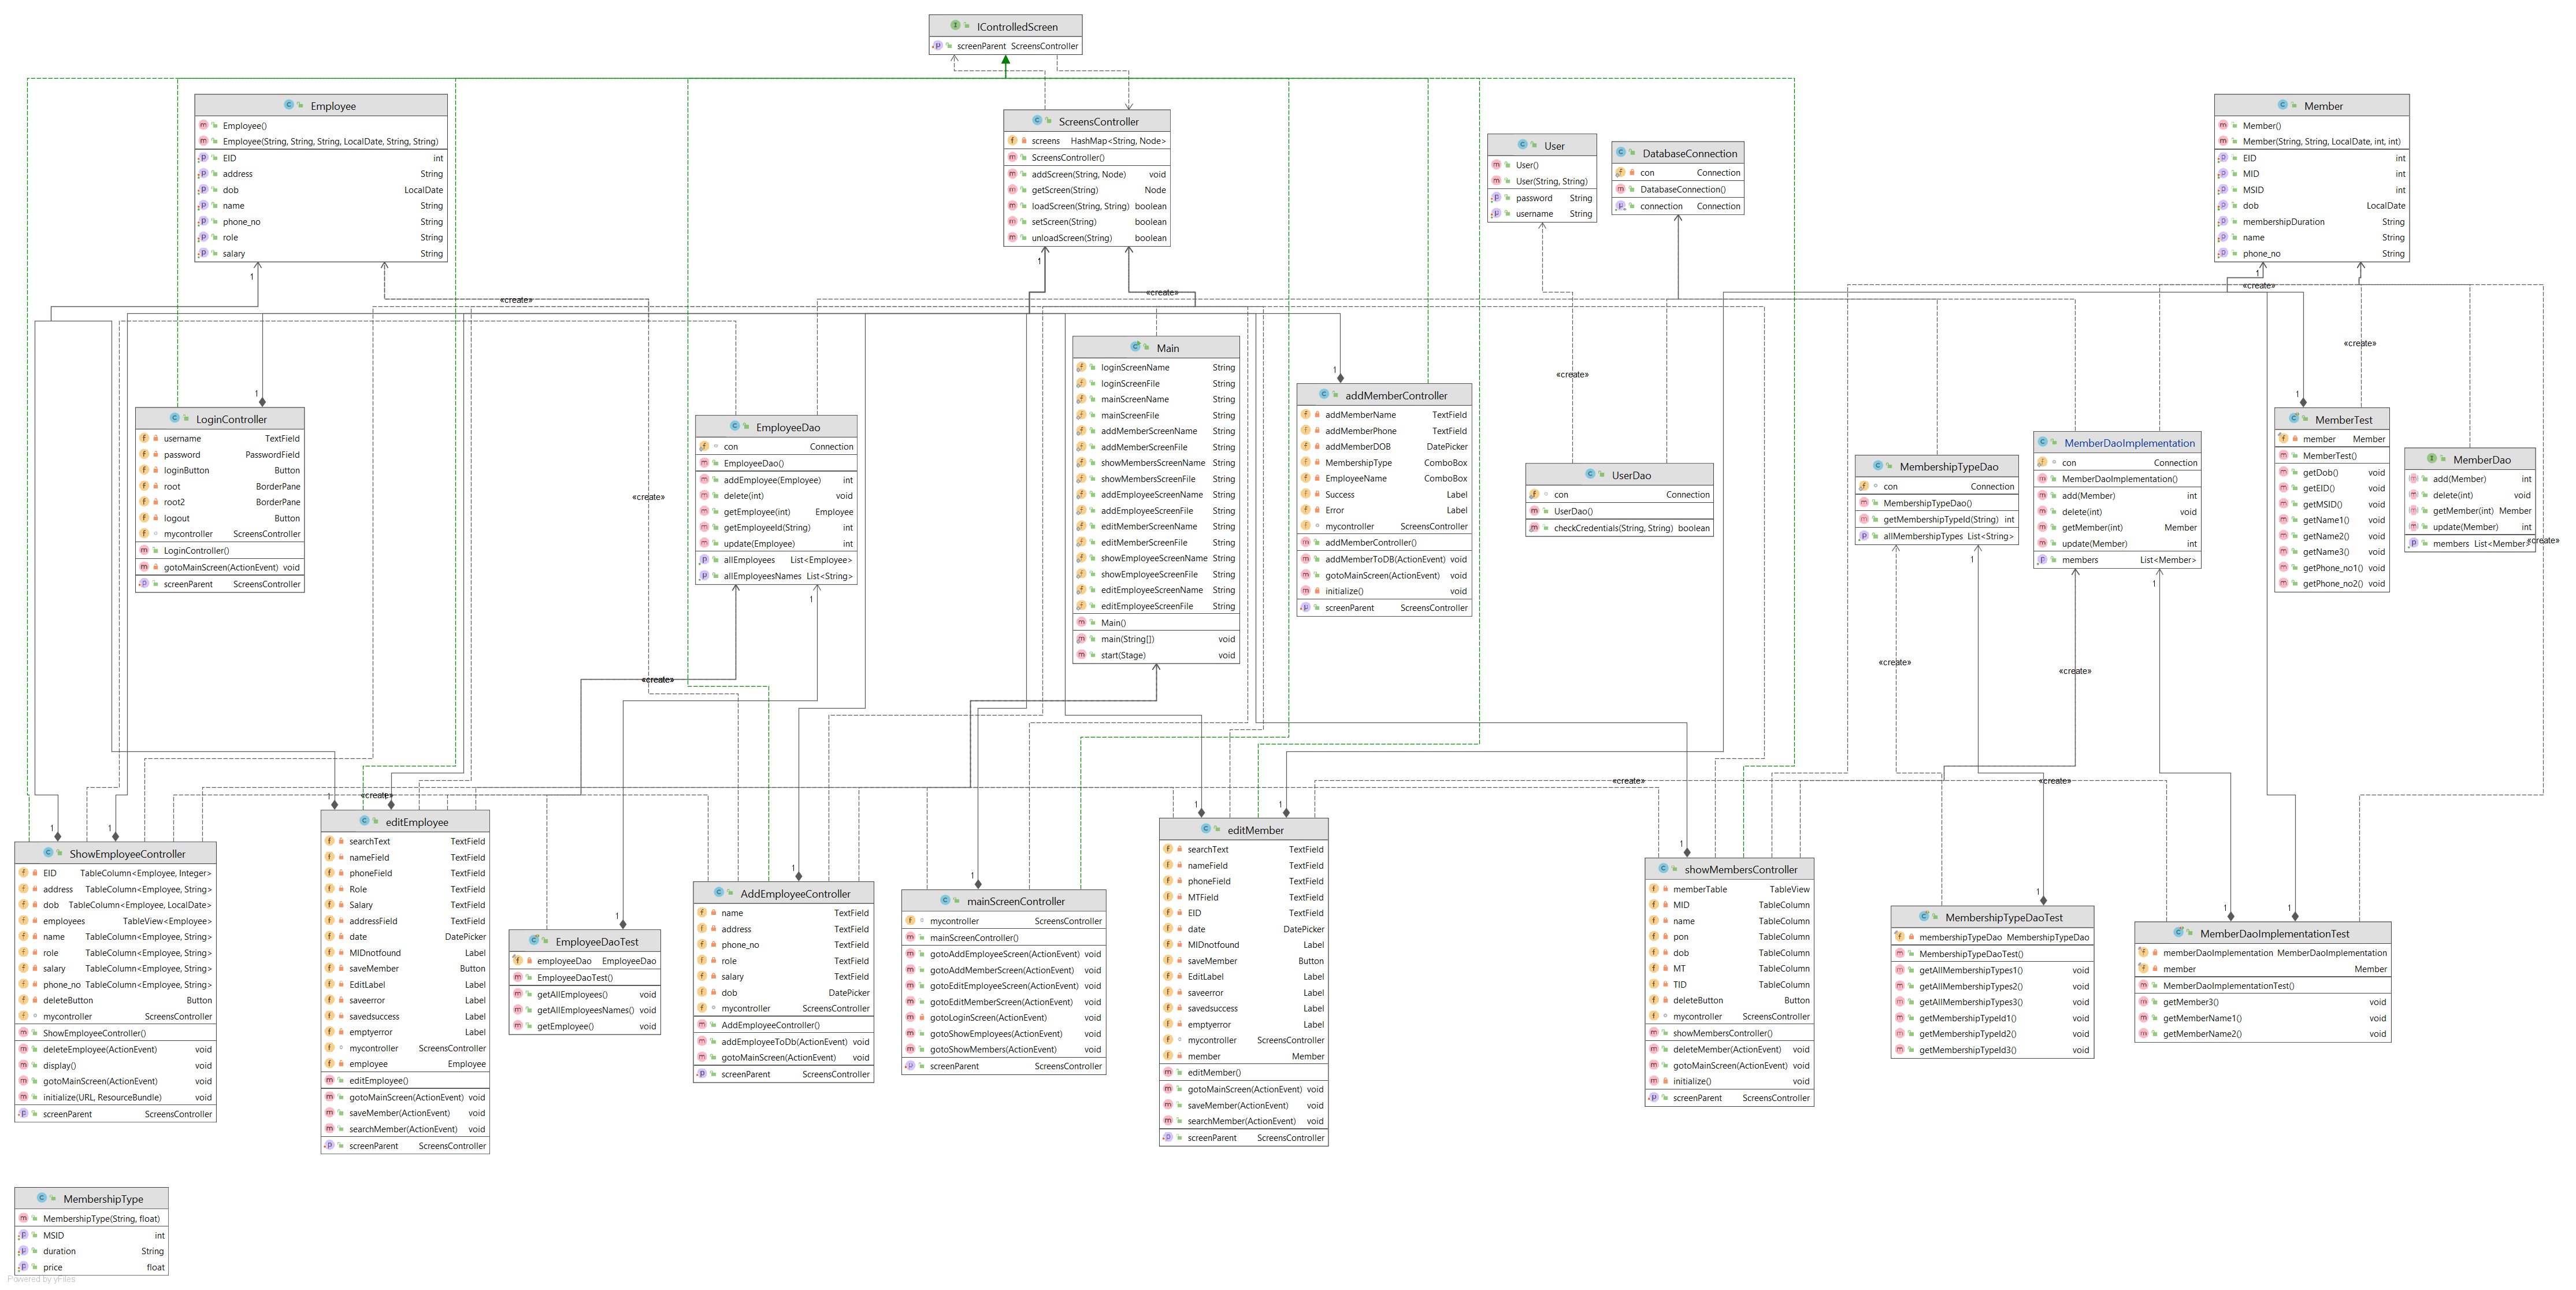 IControlledScreen
screenParent ScreensController
Employee
Employee()
Employee(String, String, String, LocalDate, String, String)
EID int
address String
dob LocalDate
name String
phone_no String
role String
salary String
ScreensController
screens HashMap<String, Node>
ScreensController()
addScreen(String, Node) void
getScreen(String) Node
loadScreen(String, String) boolean
setScreen(String) boolean
unloadScreen(String) boolean
User
User()
User(String, String)
password String
username String
DatabaseConnection
con Connection
DatabaseConnection()
connection Connection
Member
Member()
Member(String, String, LocalDate, int, int)
EID int
MID int
MSID int
dob LocalDate
membershipDuration String
name String
phone_no String
1
1
1
«create»
«create»
«create»
«create»
«create»
Main
loginScreenName String
loginScreenFile String
mainScreenName String
mainScreenFile String
addMemberScreenName String
addMemberScreenFile String
showMembersScreenName String
showMembersScreenFile String
addEmployeeScreenName String
addEmployeeScreenFile String
editMemberScreenName String
editMemberScreenFile String
showEmployeeScreenName String
showEmployeeScreenFile String
editEmployeeScreenName String
editEmployeeScreenFile String
Main()
main(String[]) void
start(Stage) void
1
addMemberController
addMemberName TextField
addMemberPhone TextField
addMemberDOB DatePicker
MembershipType ComboBox
EmployeeName ComboBox
Success Label
Error Label
mycontroller ScreensController
addMemberController()
addMemberToDB(ActionEvent) void
gotoMainScreen(ActionEvent) void
initialize() void
screenParent ScreensController
1
LoginController
username TextField
password PasswordField
loginButton Button
root BorderPane
root2 BorderPane
logout Button
mycontroller ScreensController
LoginController()
gotoMainScreen(ActionEvent) void
screenParent ScreensController
EmployeeDao
con Connection
EmployeeDao()
addEmployee(Employee) int
delete(int) void
getEmployee(int) Employee
getEmployeeId(String) int
update(Employee) int
allEmployees List<Employee>
allEmployeesNames List<String>
1
«create»
«create»
UserDao
con Connection
UserDao()
checkCredentials(String, String) boolean
MembershipTypeDao
con Connection
MembershipTypeDao()
getMembershipTypeId(String) int
allMembershipTypes List<String>
1
MemberDaoImplementation
con Connection
MemberDaoImplementation()
add(Member) int
delete(int) void
getMember(int) Member
update(Member) int
members List<Member>
1
1
MemberTest
member Member
MemberTest()
getDob() void
getEID() void
getMSID() void
getName1() void
getName2() void
getName3() void
getPhone_no1() void
getPhone_no2() void
MemberDao
add(Member) int
delete(int) void
getMember(int) Member
update(Member) int
members List<Member>
«create»
«create»
«create»
«create»
«create»
«create»
1
1
ShowEmployeeController
EID TableColumn<Employee, Integer>
address TableColumn<Employee, String>
dob TableColumn<Employee, LocalDate>
employees TableView<Employee>
name TableColumn<Employee, String>
role TableColumn<Employee, String>
salary TableColumn<Employee, String>
phone_no TableColumn<Employee, String>
deleteButton Button
mycontroller ScreensController
ShowEmployeeController()
deleteEmployee(ActionEvent) void
display() void
gotoMainScreen(ActionEvent) void
initialize(URL, ResourceBundle) void
screenParent ScreensController
1
1
editEmployee
searchText TextField
nameField TextField
phoneField TextField
Role TextField
Salary TextField
addressField TextField
date DatePicker
MIDnotfound Label
saveMember Button
EditLabel Label
saveerror Label
savedsuccess Label
emptyerror Label
mycontroller ScreensController
employee Employee
editEmployee()
gotoMainScreen(ActionEvent) void
saveMember(ActionEvent) void
searchMember(ActionEvent) void
screenParent ScreensController
1
EmployeeDaoTest
employeeDao EmployeeDao
EmployeeDaoTest()
getAllEmployees() void
getAllEmployeesNames() void
getEmployee() void
1
AddEmployeeController
name TextField
address TextField
phone_no TextField
role TextField
salary TextField
dob DatePicker
mycontroller ScreensController
AddEmployeeController()
addEmployeeToDb(ActionEvent) void
gotoMainScreen(ActionEvent) void
screenParent ScreensController
1
mainScreenController
mycontroller ScreensController
mainScreenController()
gotoAddEmployeeScreen(ActionEvent) void
gotoAddMemberScreen(ActionEvent) void
gotoEditEmployeeScreen(ActionEvent) void
gotoEditMemberScreen(ActionEvent) void
gotoLoginScreen(ActionEvent) void
gotoShowEmployees(ActionEvent) void
gotoShowMembers(ActionEvent) void
screenParent ScreensController
1
1
editMember
searchText TextField
nameField TextField
phoneField TextField
MTField TextField
EID TextField
date DatePicker
MIDnotfound Label
saveMember Button
EditLabel Label
saveerror Label
savedsuccess Label
emptyerror Label
mycontroller ScreensController
member Member
editMember()
gotoMainScreen(ActionEvent) void
saveMember(ActionEvent) void
searchMember(ActionEvent) void
screenParent ScreensController
1
showMembersController
memberTable TableView
MID TableColumn
name TableColumn
pon TableColumn
dob TableColumn
MT TableColumn
TID TableColumn
deleteButton Button
mycontroller ScreensController
showMembersController()
deleteMember(ActionEvent) void
gotoMainScreen(ActionEvent) void
initialize() void
screenParent ScreensController
1
MembershipTypeDaoTest
membershipTypeDao MembershipTypeDao
MembershipTypeDaoTest()
getAllMembershipTypes1() void
getAllMembershipTypes2() void
getAllMembershipTypes3() void
getMembershipTypeId1() void
getMembershipTypeId2() void
getMembershipTypeId3() void
1
1
MemberDaoImplementationTest
memberDaoImplementation MemberDaoImplementation
member Member
MemberDaoImplementationTest()
getMember3() void
getMemberName1() void
getMemberName2() void
MembershipType
MembershipType(String, float)
MSID int
duration String
price float
Powered by yFiles